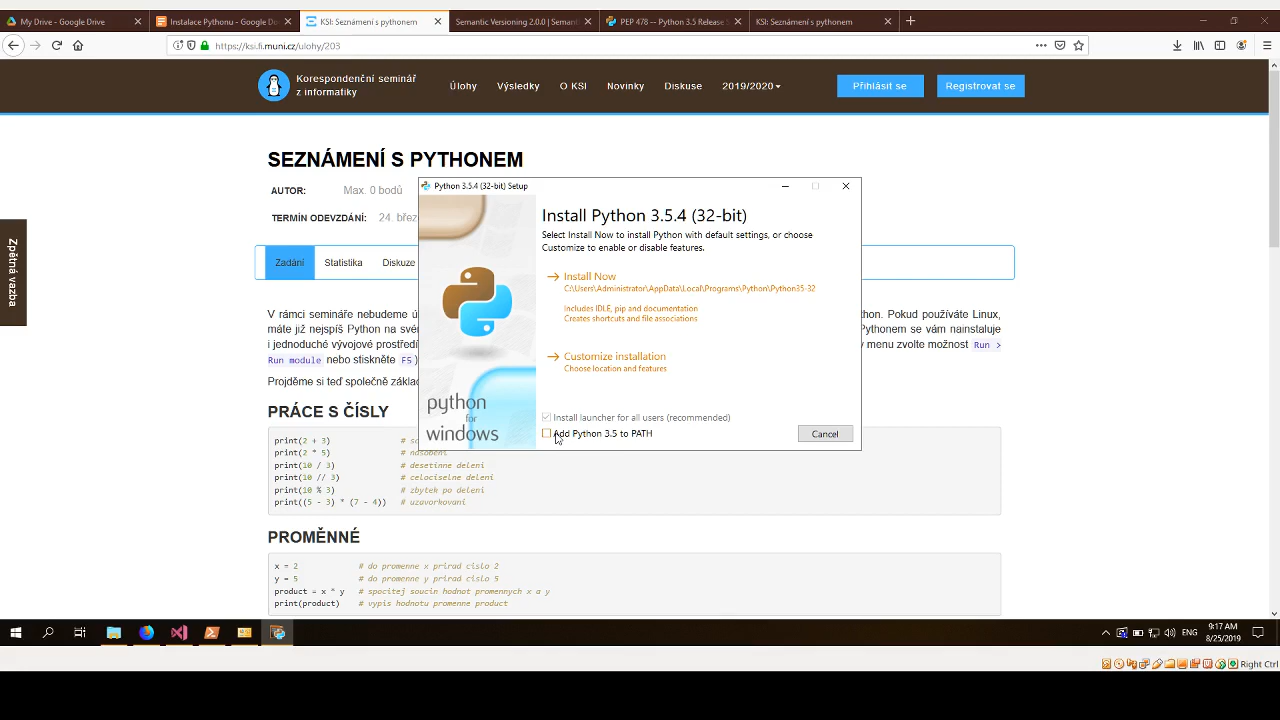 My Drive - Google Drive
Instalace Pythonu - Google Do
KSI: Seznámení s pythonem
Semantic Versioning 2.0.0 | Semant
PEP 478 -- Python 3.5 Release S
KSI: Seznámení s pythonem
https://ksi.fi.muni.cz/ulohy/203
Korespondenční seminář
z informatiky
Úlohy
Výsledky
O KSI
Novinky
Diskuse
2019/2020
Přihlásit se
Registrovat se
SEZNÁMENÍ S PYTHONEM
AUTOR:
Max. 0 bodů
TERMÍN ODEVZDÁNÍ:
24. břez
Zadání
Statistika
Diskuze
Zpětná vazba
V rámci semináře nebudeme ú
thon. Pokud používáte Linux,
máte již nejspíš Python na své
Pythonem se vám nainstaluje
i jednoduché vývojové prostředí
v menu zvolte možnost Run >
Run module nebo stiskněte F5)
Projděme si teď společně základ
PRÁCE S ČÍSLY
print(2 + 3) # sc
print(2 * 5) # nasobeni
print(10 / 3) # desetinne deleni
print(10 // 3) # celociselne deleni
print(10 % 3) # zbytek po deleni
print((5 - 3) * (7 - 4)) # uzavorkovani
PROMĚNNÉ
x = 2 # do promenne x prirad cislo 2
y = 5 # do promenne y prirad cislo 5
product = x * y # spocitej soucin hodnot promennych x a y
print(product) # vypis hodnotu promenne product
Python 3.5.4 (32-bit) Setup
Install Python 3.5.4 (32-bit)
Select Install Now to install Python with default settings, or choose
Customize to enable or disable features.
Install Now
C:\Users\Administrator\AppData\Local\Programs\Python\Python35-32
Includes IDLE, pip and documentation
Creates shortcuts and file associations
Customize installation
Choose location and features
Install launcher for all users (recommended)
Add Python 3.5 to PATH
Cancel
python
for
windows
ENG
9:17 AM
8/25/2019
Right Ctrl